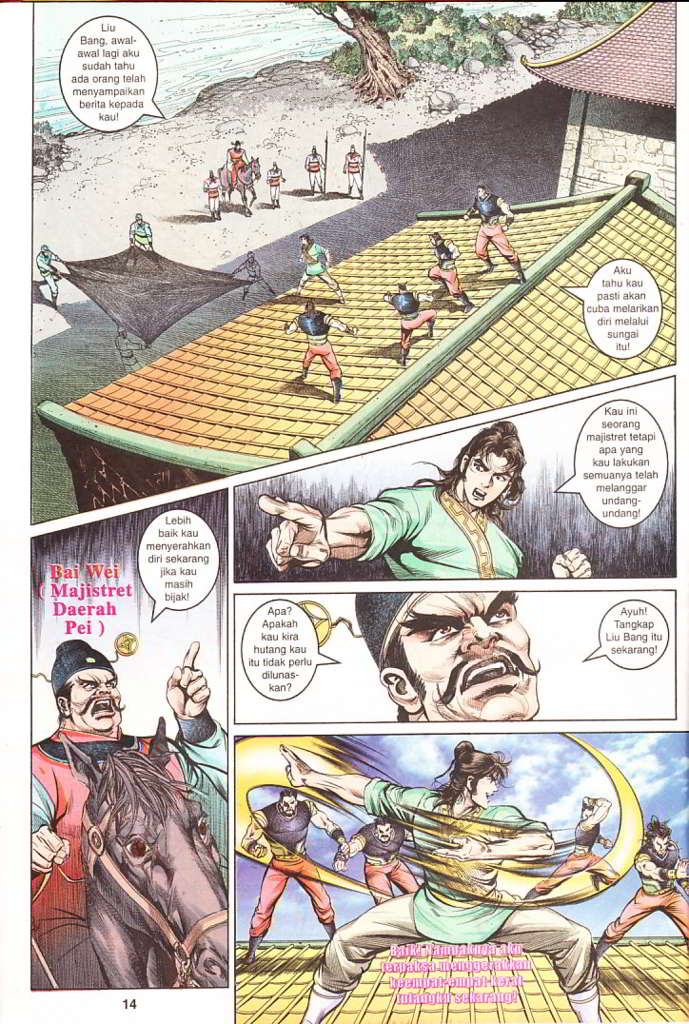 Liu
Bang, awal-
awal lagi aku
sudah tahu
ada orang telah
menyampaikan
berita kepada
kau!
Aku
tahu kau
pasti akan
cuba melarikan
diri melalui
sungai
itu!
Kau ini
seorang
majistret tetapi
apa yang
kau lakukan
semuanya telah
melanggar
undang-
undang!
Lebih
baik kau
menyerahkan
diri sekarang
jika kau
masih
bijak!
Bai Wei
( Majistret
Daerah
Pei )
Apa?
Apakah
kau kira
hutang kau
itu tidak perlu
dilunas-
kan?
Ayuh!
Tangkap
Liu Bang itu
sekarang!
Baik! Nampaknya aku
terpaksa menggerakkan
keempat-empat kerat
tulangku sekarang!
14